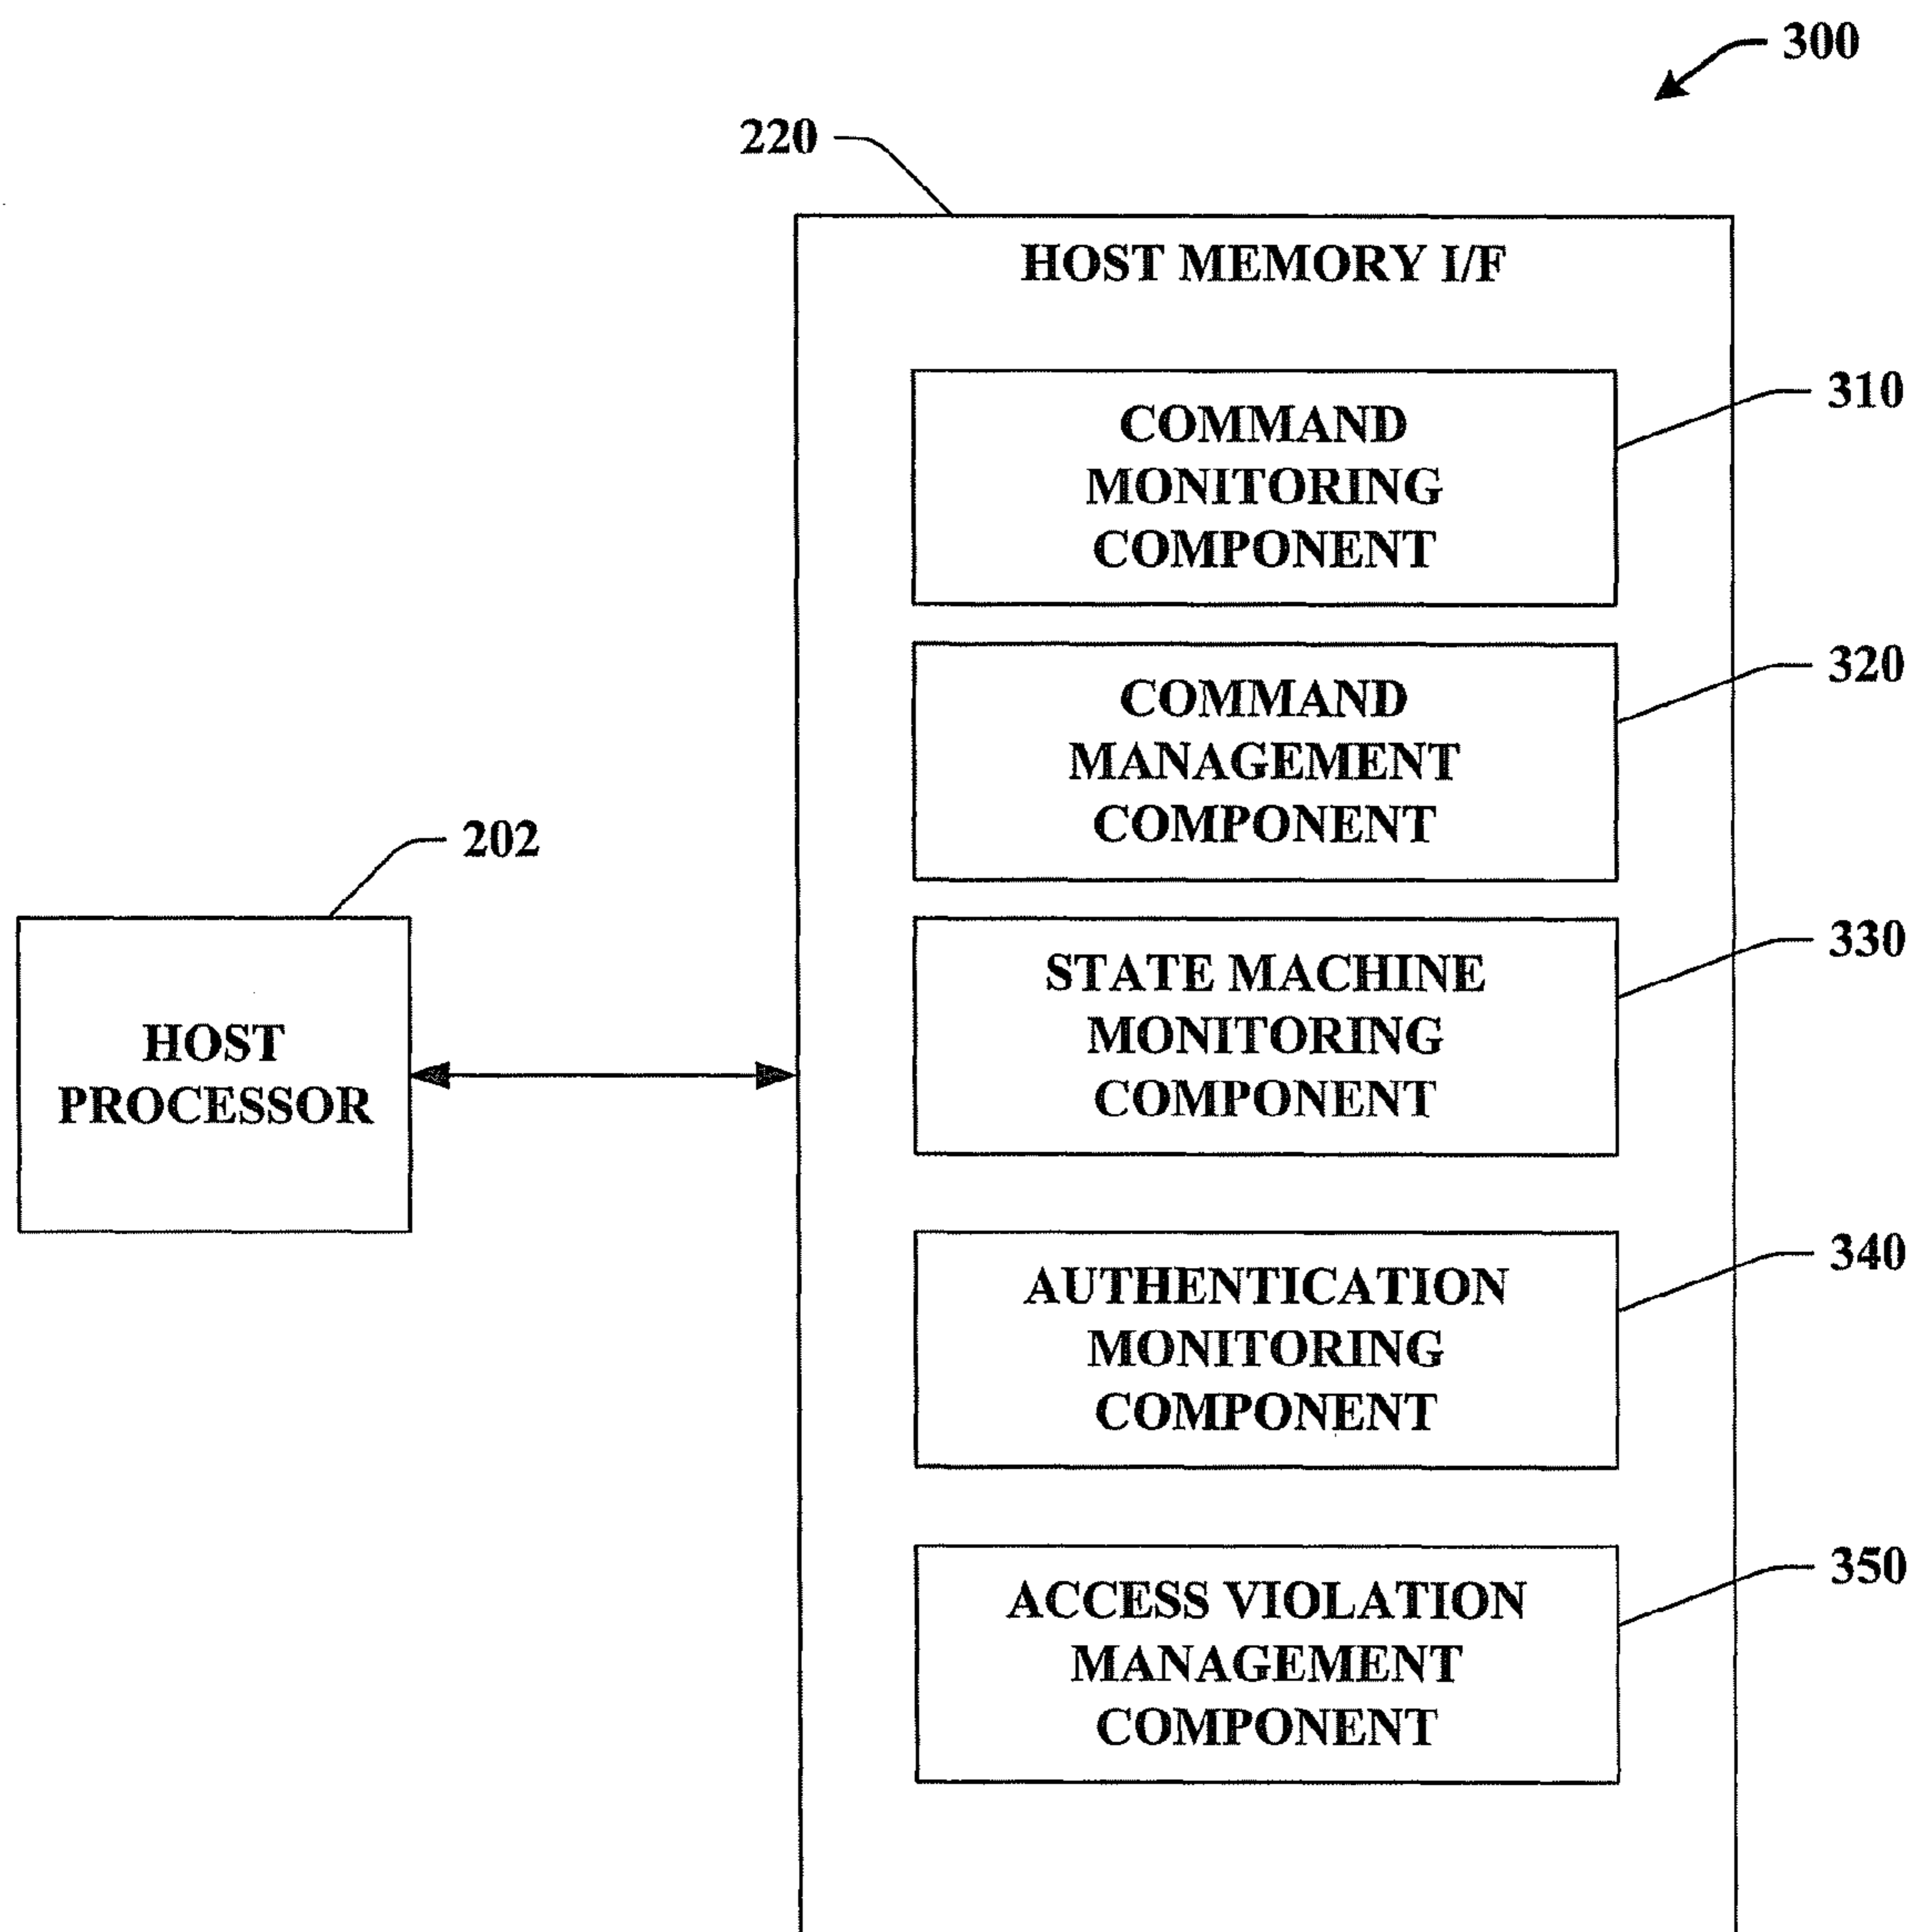 300
220
HOST MEMORY I/F
COMMAND
MONITORING
COMPONENT
310
COMMAND
MANAGEMENT
COMPONENT
320
202
HOST
PROCESSOR
STATE MACHINE
MONITORING
COMPONENT
330
AUTHENTICATION
MONITORING
COMPONENT
340
ACCESS VIOLATION
MANAGEMENT
COMPONENT
350